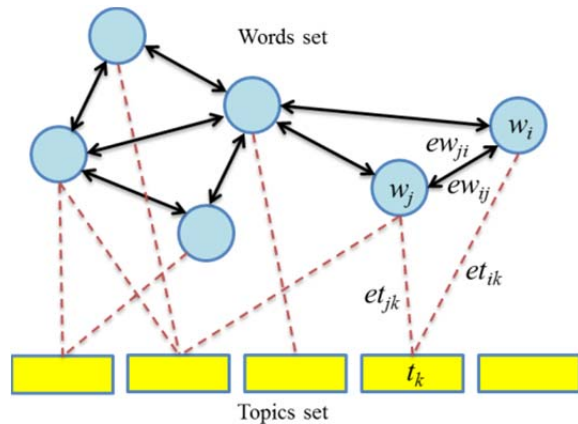 Words set
w_i
ew_ji
ew_ij
w_j
et_ik
et_jk
t_k
Topics set